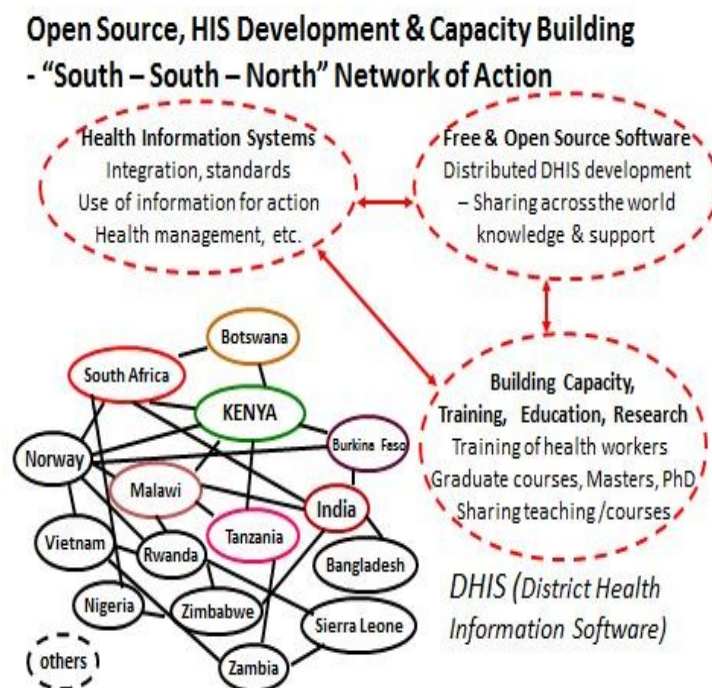 Open Source, HIS Development & Capacity Building
- “South – South – North” Network of Action
Health Information Systems
Integration, standards
Use of information for action
Health management, etc.
Free & Open Source Software
Distributed DHIS development
– Sharing across the world
knowledge & support
Building Capacity,
Training, Education, Research
Training of health workers
Graduate courses, Masters, PhD
Sharing teaching/courses
Botswana
South Africa
KENYA
Burkina Faso
Norway
Malawi
India
Vietnam
Tanzania
Rwanda
Bangladesh
Nigeria
Zimbabwe
Sierra Leone
Zambia
others
DHIS (District Health
Information Software)